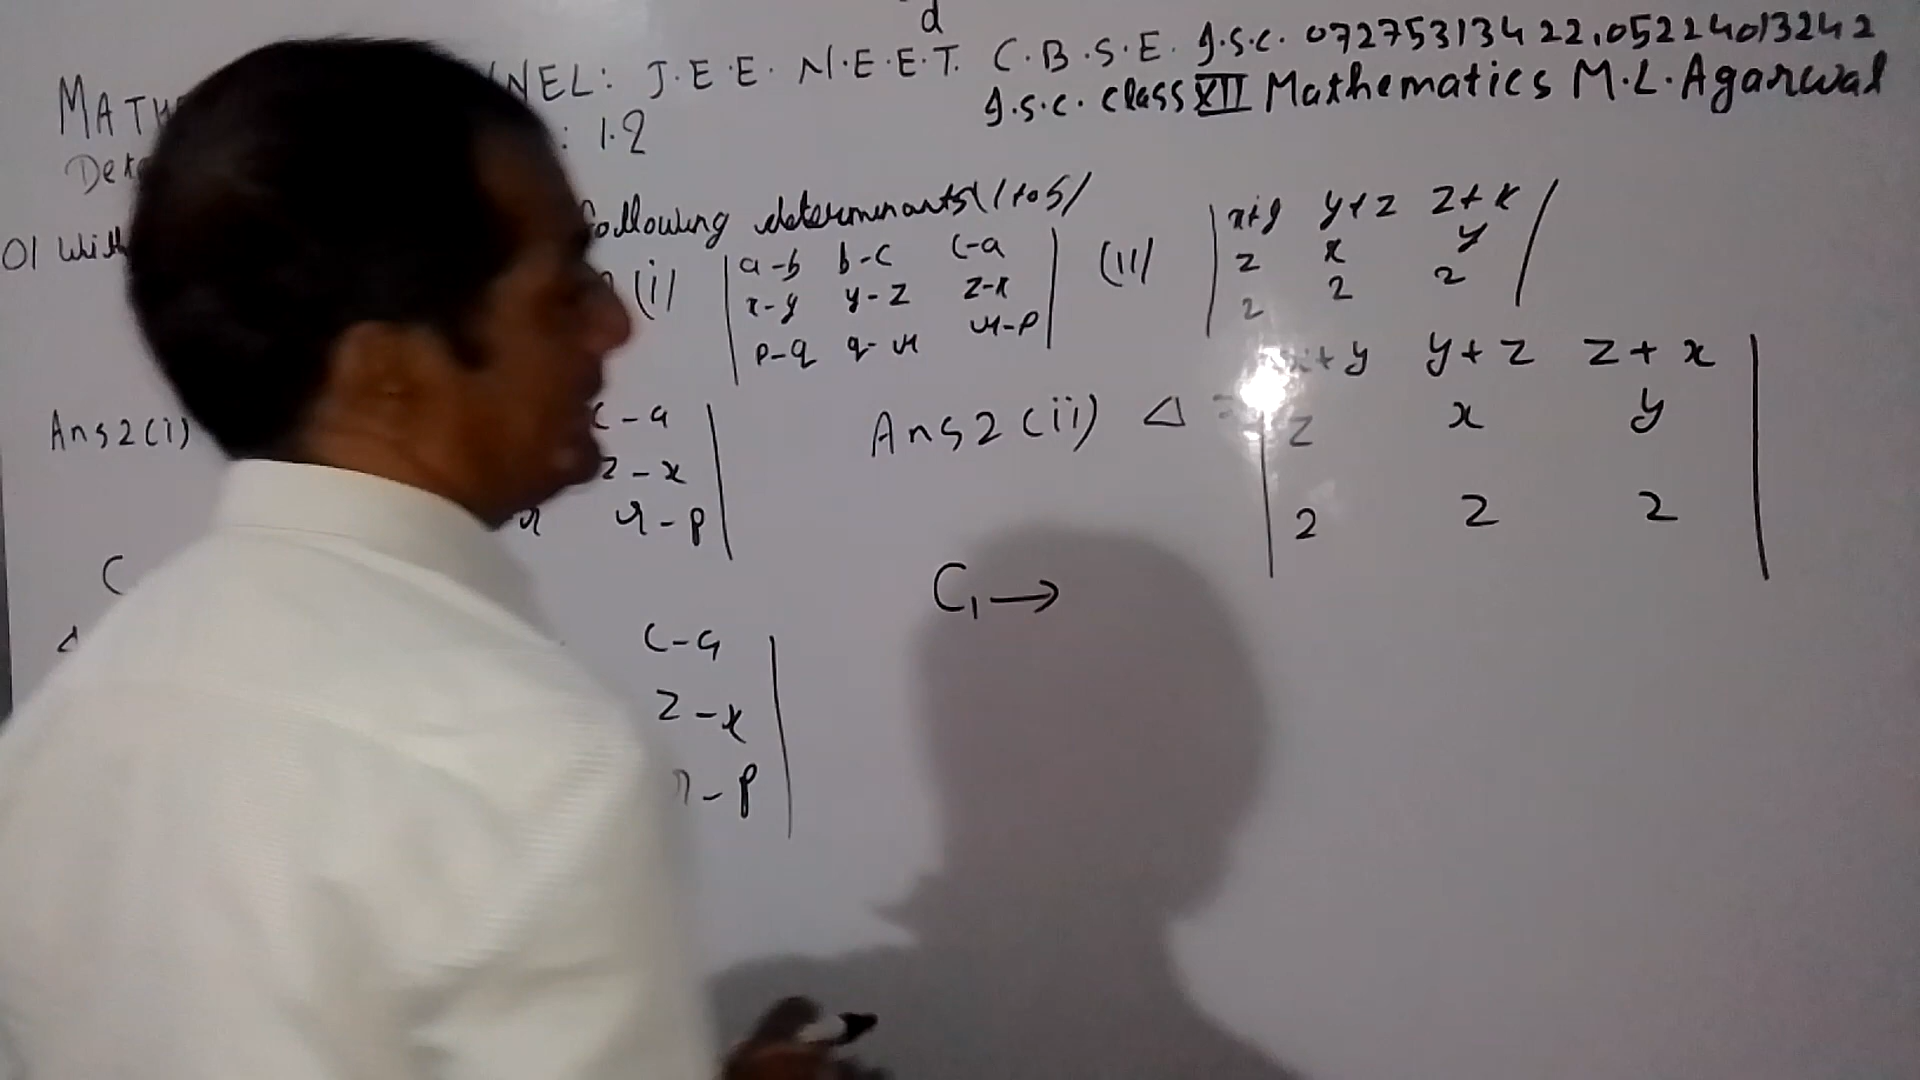 d
MATH NEL: J.E.E. N.E.E.T. C.B.S.E. I.S.C. 07275313422, 05224013242
I.S.C. Class XII Mathematics M.L. Agarwal
Det : 1.2
01 With following determinants (1 to 5)
(i) | a-b b-c c-a | (ii) | x+y y+z z+x |
| x-y y-z z-x | | z x y |
| p-q q-r r-p | | 2 2 2 |
Ans 2(i) c-a |
z-x |
r r-p |
Ans 2(ii) Δ = | x+y y+z z+x |
| z x y |
| 2 2 2 |
C
C₁ →
c-a |
z-x |
r-p |